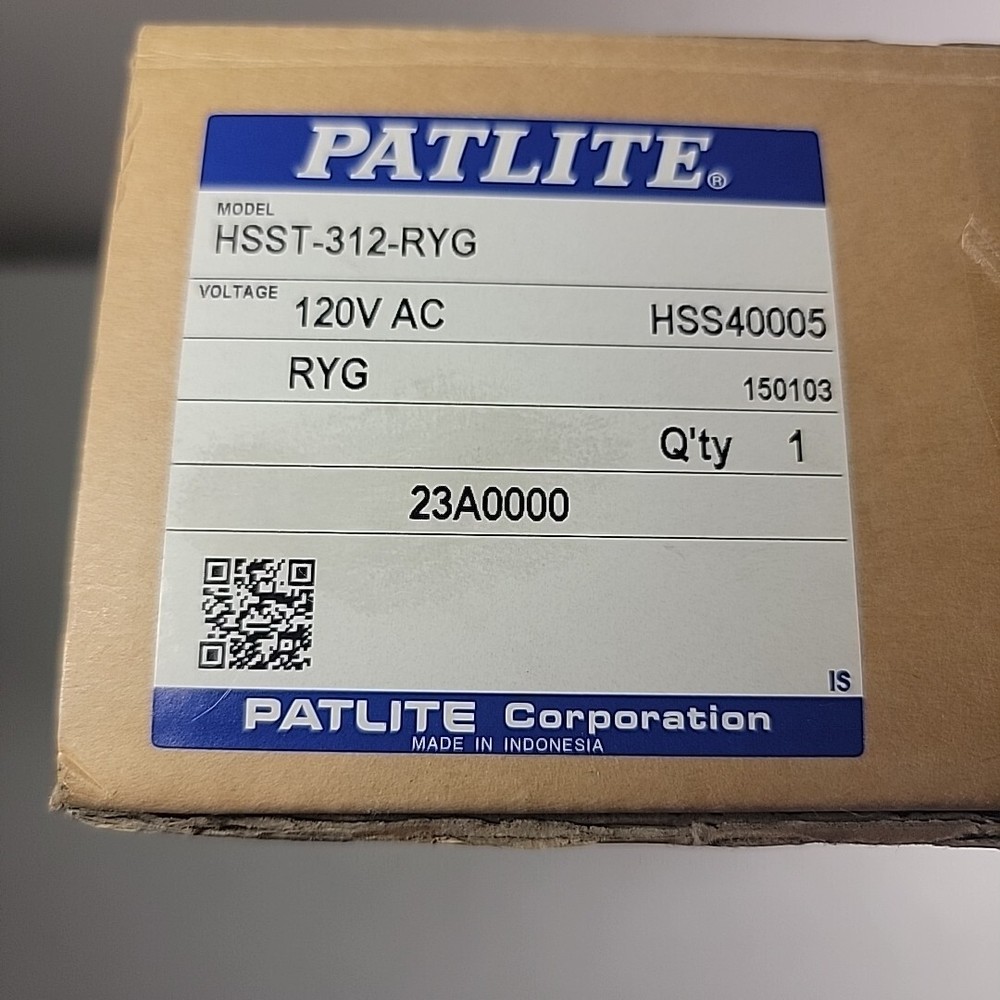 PATLITE®
MODEL
HSST-312-RYG
VOLTAGE 120V AC HSS40005
RYG 150103
Q'ty 1
23A0000
IS
PATLITE Corporation
MADE IN INDONESIA